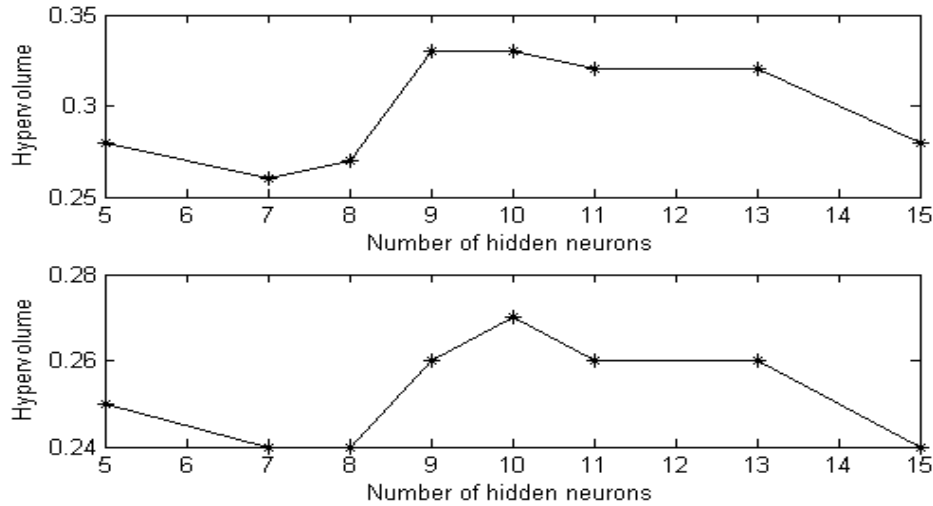 0.35
0.3
0.25
Hypervolume
5 6 7 8 9 10 11 12 13 14 15
Number of hidden neurons
0.28
0.26
0.24
Hypervolume
5 6 7 8 9 10 11 12 13 14 15
Number of hidden neurons